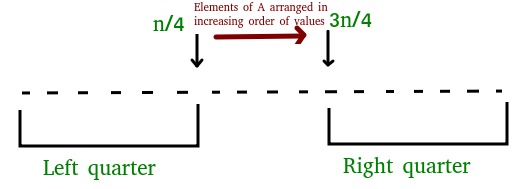 Elements of A arranged in
increasing order of values
n/4
3n/4
Left quarter
Right quarter